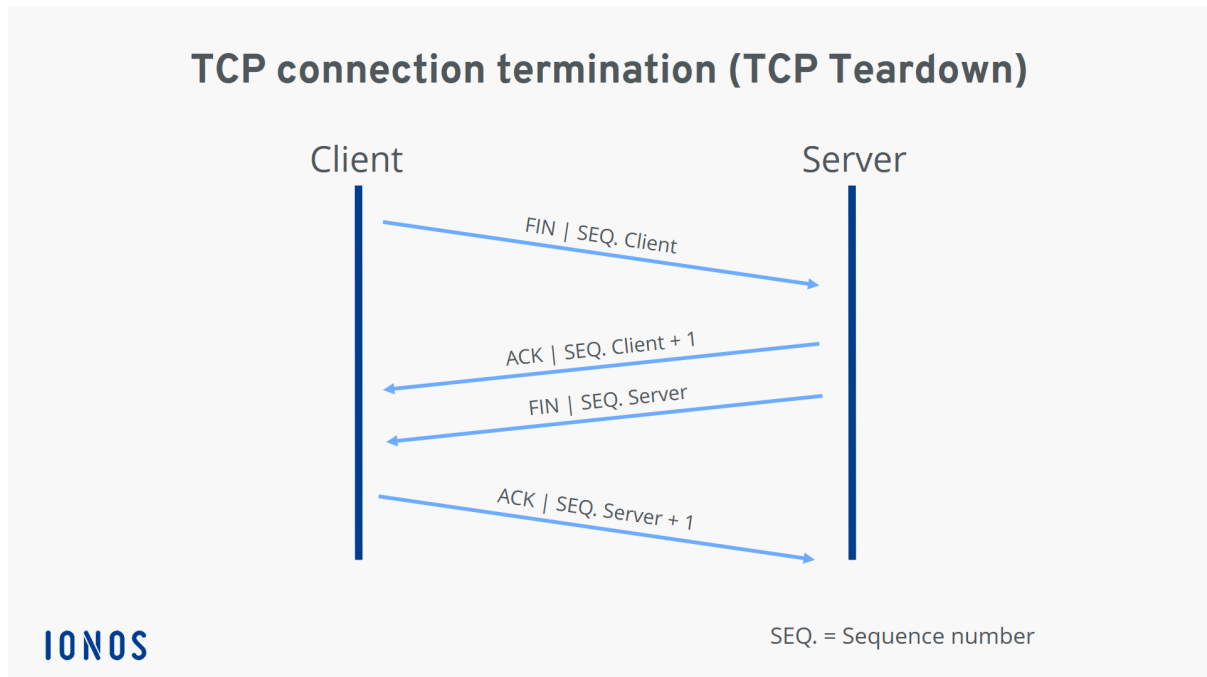 TCP connection termination (TCP Teardown)
Client
Server
FIN | SEQ. Client
ACK | SEQ. Client + 1
FIN | SEQ. Server
ACK | SEQ. Server + 1
IONOS
SEQ. = Sequence number